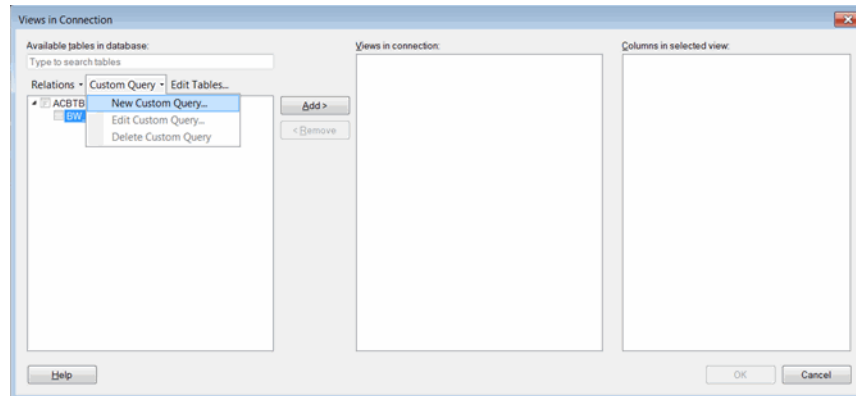 Views in Connection
Available tables in database:
Type to search tables
Relations Custom Query Edit Tables...
ACBTB
BW_
New Custom Query...
Edit Custom Query...
Delete Custom Query
Add >
< Remove
Views in connection:
Columns in selected view:
Help
OK
Cancel